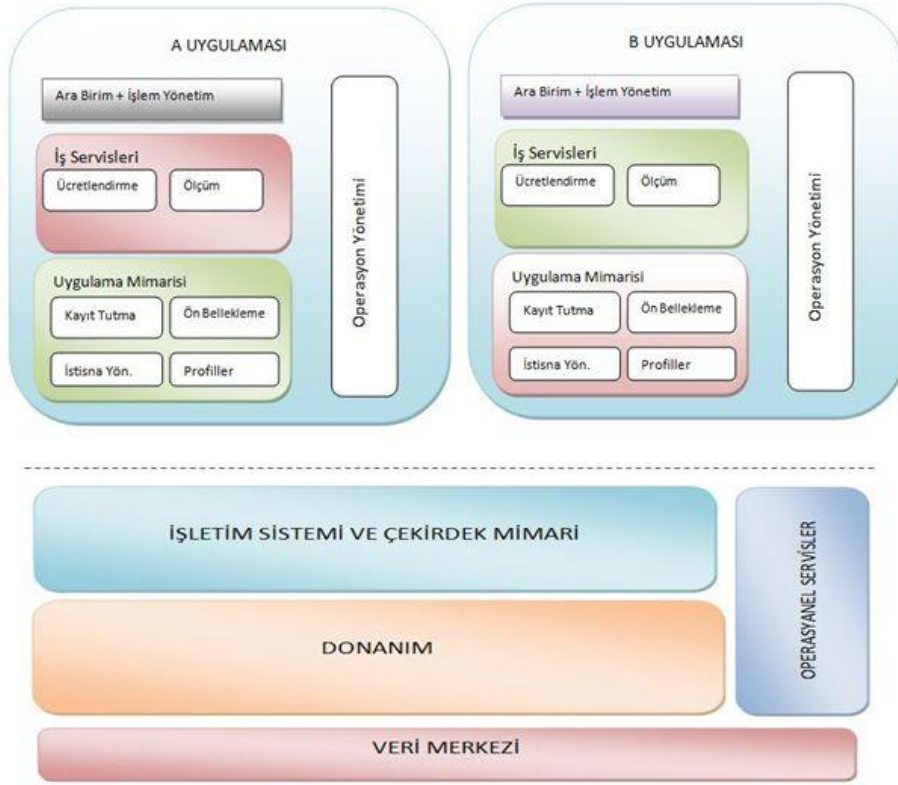 A UYGULAMASI
Ara Birim + İşlem Yönetim
İş Servisleri
Ücretlendirme
Ölçüm
Uygulama Mimarisi
Kayıt Tutma
Ön Bellekleme
İstisna Yön.
Profiller
Operasyon Yönetimi
B UYGULAMASI
Ara Birim + İşlem Yönetim
İş Servisleri
Ücretlendirme
Ölçüm
Uygulama Mimarisi
Kayıt Tutma
Ön Bellekleme
İstisna Yön.
Profiller
Operasyon Yönetimi
İŞLETİM SİSTEMİ VE ÇEKİRDEK MİMARİ
DONANIM
OPERASYANEL SERVİSLER
VERİ MERKEZİ